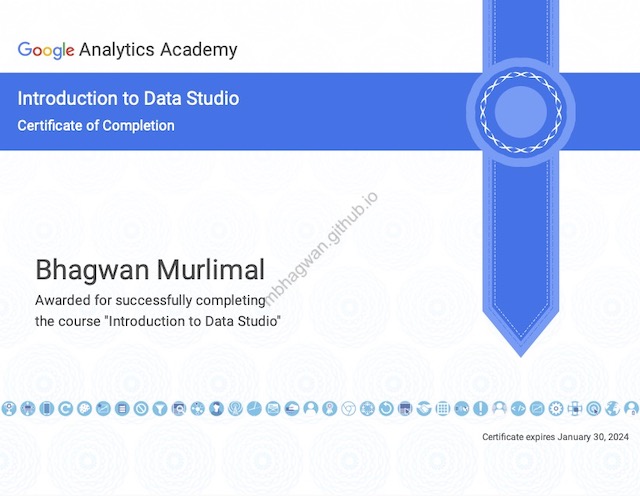 Google Analytics Academy
Introduction to Data Studio
Certificate of Completion
mbhagwan.github.io
Bhagwan Murlimal
Awarded for successfully completing
the course "Introduction to Data Studio"
Certificate expires January 30, 2024